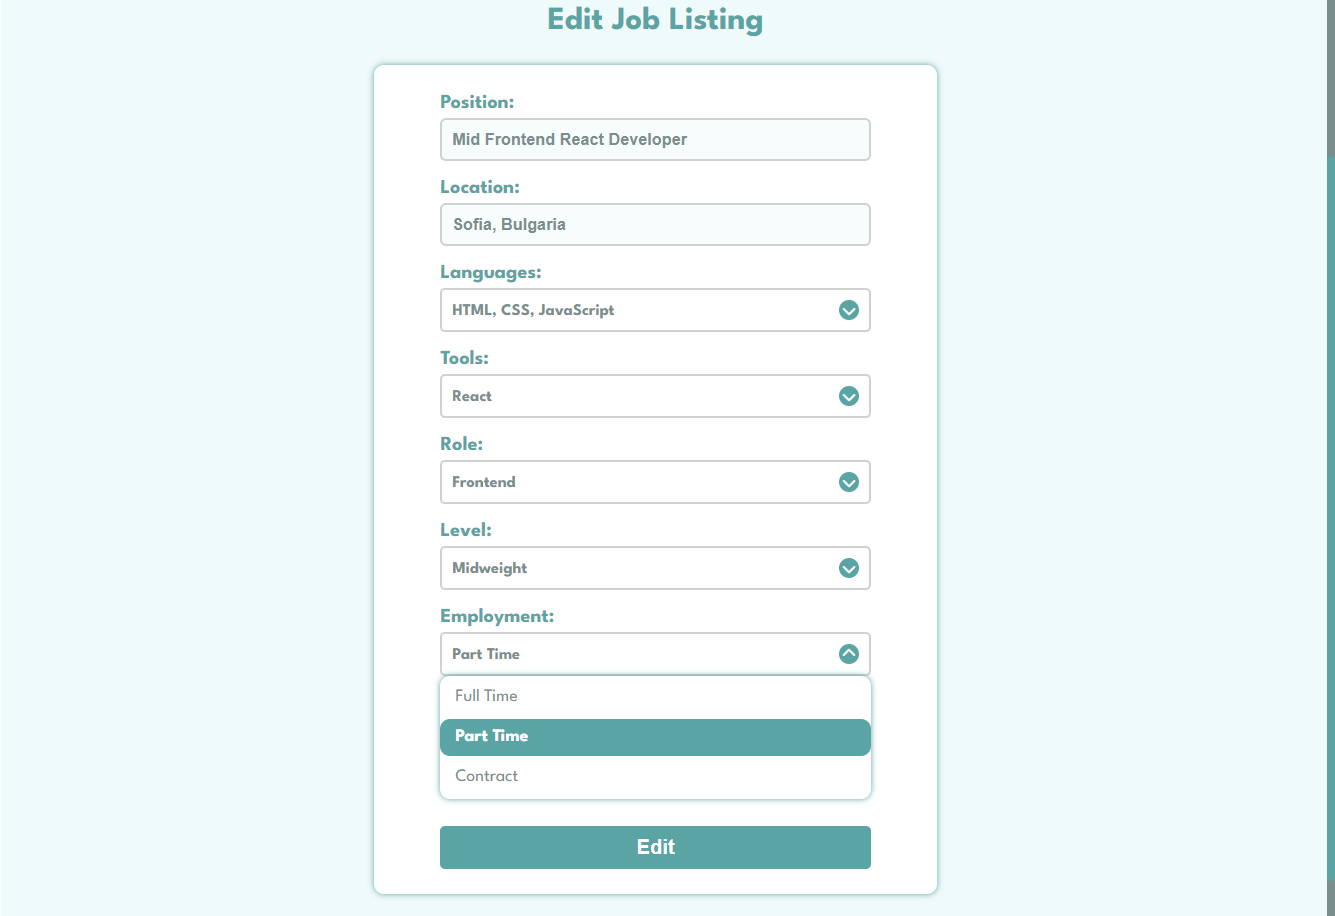 Edit Job Listing
Position:
Mid Frontend React Developer
Location:
Sofia, Bulgaria
Languages:
HTML, CSS, JavaScript
Tools:
React
Role:
Frontend
Level:
Midweight
Employment:
Part Time
Full Time
Part Time
Contract
Edit